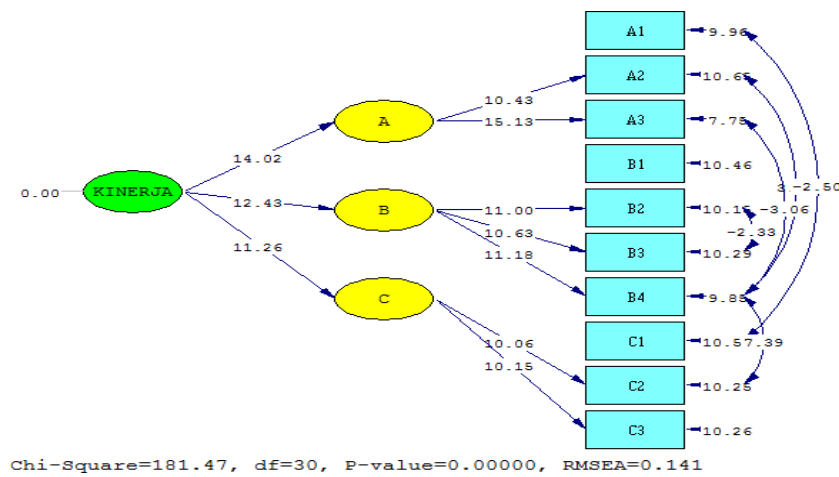 A1 9.96
A2 10.65
10.43
A A3 7.75
15.13
14.02
B1 10.46
0.00 KINERJA 3 -2.50
12.43 11.00 B2 10.15 -3.06
B 10.63 -2.33
11.26 11.18 B3 10.29
C B4 9.85
10.06 C1 10.57.39
10.15
C2 10.25
C3 10.26
Chi-Square=181.47, df=30, P-value=0.00000, RMSEA=0.141